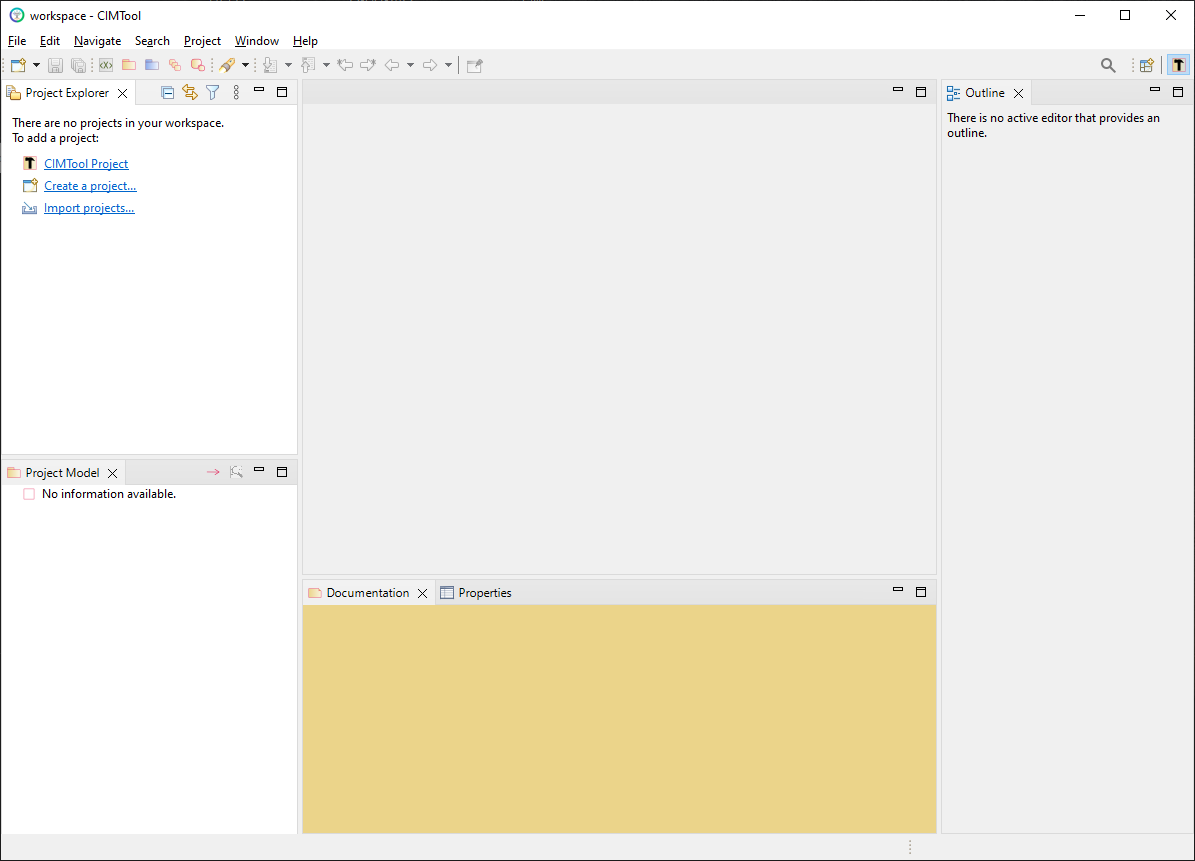 workspace - CIMTool
File Edit Navigate Search Project Window Help
Project Explorer
There are no projects in your workspace.
To add a project:
CIMTool Project
Create a project...
Import projects...
Project Model
No information available.
Documentation Properties
Outline
There is no active editor that provides an
outline.